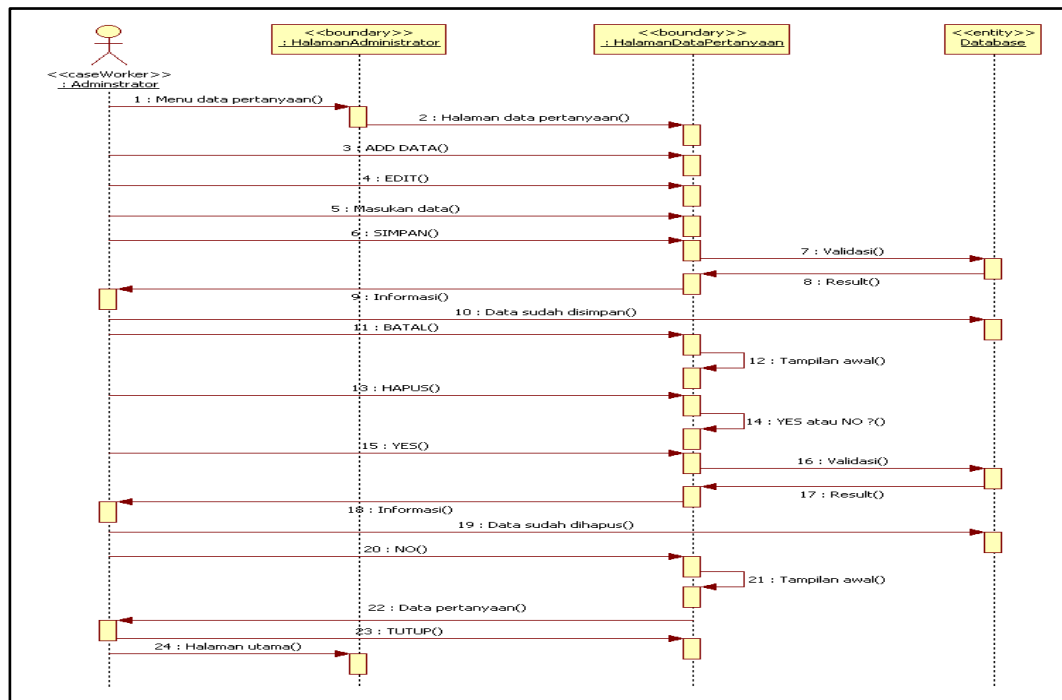 <<boundary>>
: HalamanAdministrator
<<boundary>>
: HalamanDataPertanyaan
<<entity>>
Database
<<caseWorker>>
: Adminstrator
1 : Menu data pertanyaan()
2 : Halaman data pertanyaan()
3 : ADD DATA()
4 : EDIT()
5 : Masukan data()
6 : SIMPAN()
7 : Validasi()
8 : Result()
9 : Informasi()
10 : Data sudah disimpan()
11 : BATAL()
12 : Tampilan awal()
13 : HAPUS()
14 : YES atau NO ?()
15 : YES()
16 : Validasi()
17 : Result()
18 : Informasi()
19 : Data sudah dihapus()
20 : NO()
21 : Tampilan awal()
22 : Data pertanyaan()
23 : TUTUP()
24 : Halaman utama()